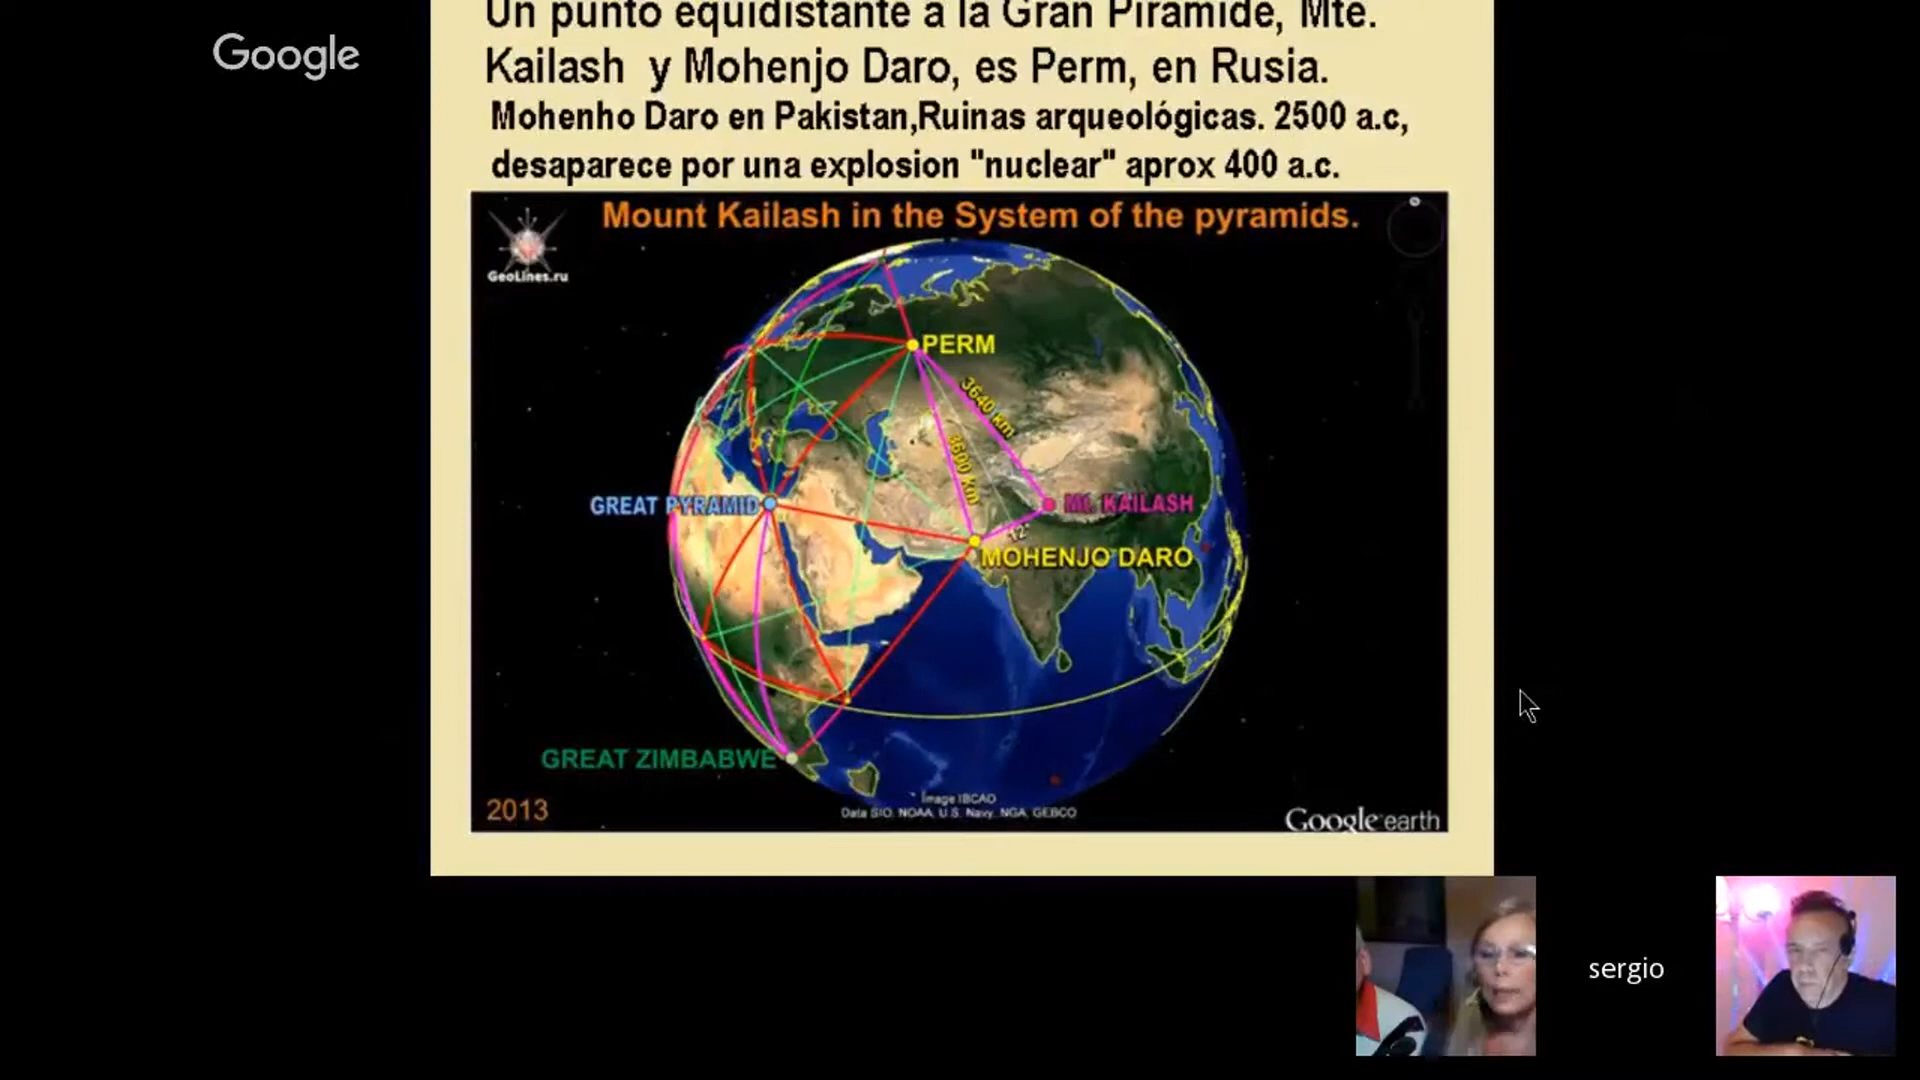 Google
Un punto equidistante a la Gran Piramide, Mte.
Kailash y Mohenjo Daro, es Perm, en Rusia.
Mohenho Daro en Pakistan,Ruinas arqueológicas. 2500 a.c,
desaparece por una explosion "nuclear" aprox 400 a.c.
Mount Kailash in the System of the pyramids.
GeoLines.ru
PERM
3640 km
3600 km
GREAT PYRAMID
Mt. KAILASH
12°
MOHENJO DARO
GREAT ZIMBABWE
2013
Image IBCAO
Data SIO, NOAA, U.S. Navy, NGA, GEBCO
Google earth
sergio